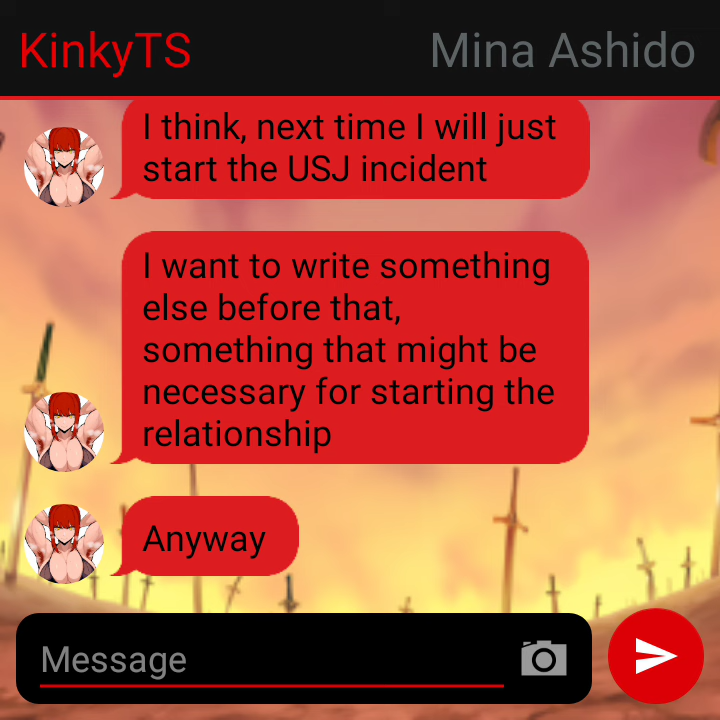 KinkyTS
Mina Ashido
I think, next time I will just
start the USJ incident
I want to write something
else before that,
something that might be
necessary for starting the
relationship
Anyway
Message